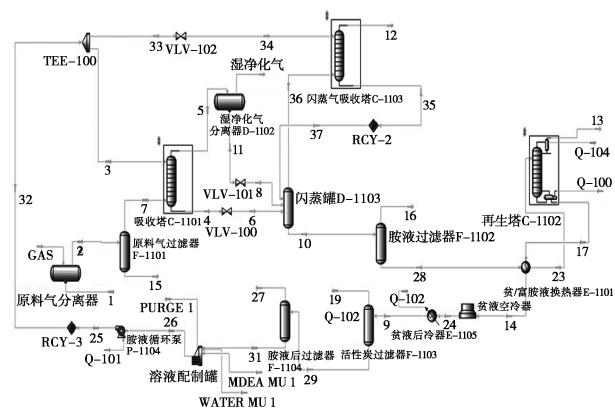 33
VLV-102
34
12
TEE-100
湿净化气
5
36
闪蒸气吸收塔C-1103
35
湿净化气
分离器D-1102
37
RCY-2
13
Q-104
11
3
VLV-101
8
Q-100
32
7
吸收塔C-1101
4
VLV-100
6
闪蒸罐D-1103
16
再生塔C-1102
GAS
2
原料气过滤器
F-1101
10
胺液过滤器F-1102
17
15
28
23
原料气分离器
1
贫/富胺液换热器E-1101
PURGE 1
27
19
Q-102
贫液空冷器
RCY-3
25
胺液循环泵
P-1104
26
Q-102
9
贫液后冷器E-1105
24
14
Q-101
31
胺液后过滤器
F-1104
活性炭过滤器F-1103
溶液配制罐
MDEA MU 1
29
WATER MU 1